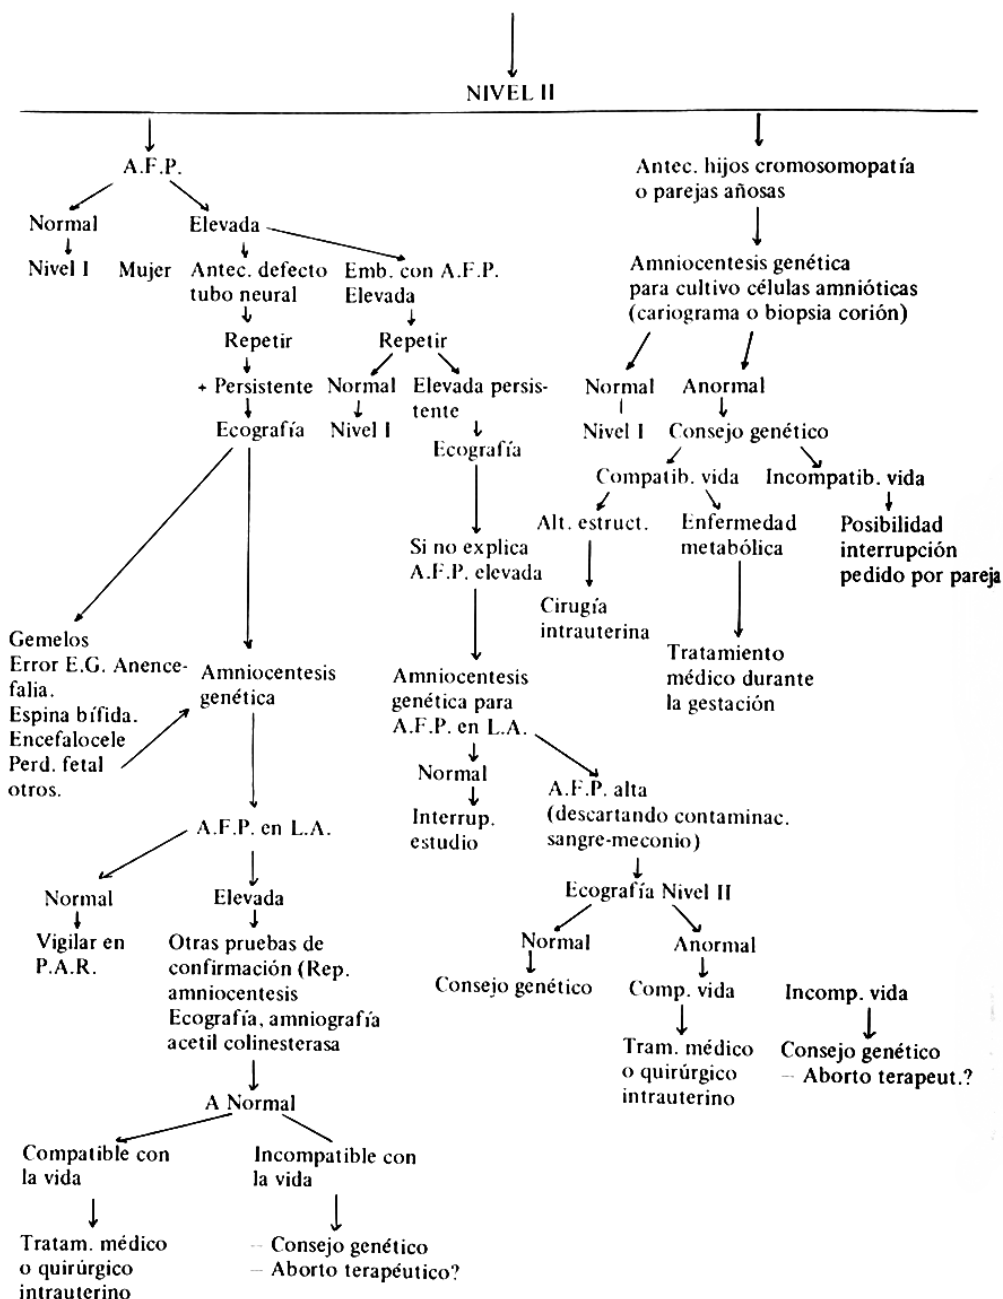 NIVEL II
A.F.P.
Normal
Nivel I
Elevada
Mujer
Antec. defecto
tubo neural
Repetir
+ Persistente
Ecografía
Gemelos
Error E.G. Anence-
falia.
Espina bífida.
Encefalocele
Perd. fetal
otros.
Amniocentesis
genética
A.F.P. en L.A.
Normal
Vigilar en
P.A.R.
Elevada
Otras pruebas de
confirmación (Rep.
amniocentesis
Ecografía, amniografía
acetil colinesterasa
A Normal
Compatible con
la vida
Tratam. médico
o quirúrgico
intrauterino
Incompatible con
la vida
– Consejo genético
– Aborto terapéutico?
Emb. con A.F.P.
Elevada
Repetir
Normal
Nivel I
Elevada persis-
tente
Ecografía
Si no explica
A.F.P. elevada
Amniocentesis
genética para
A.F.P. en L.A.
Normal
Interrup.
estudio
A.F.P. alta
(descartando contaminac.
sangre-meconio)
Ecografía Nivel II
Normal
Consejo genético
Anormal
Comp. vida
Tram. médico
o quirúrgico
intrauterino
Incomp. vida
Consejo genético
– Aborto terapeut.?
Antec. hijos cromosomopatía
o parejas añosas
Amniocentesis genética
para cultivo células amnióticas
(cariograma o biopsia corión)
Normal
Nivel I
Anormal
Consejo genético
Compatib. vida
Alt. estruct.
Cirugía
intrauterina
Enfermedad
metabólica
Tratamiento
médico durante
la gestación
Incompatib. vida
Posibilidad
interrupción
pedido por pareja